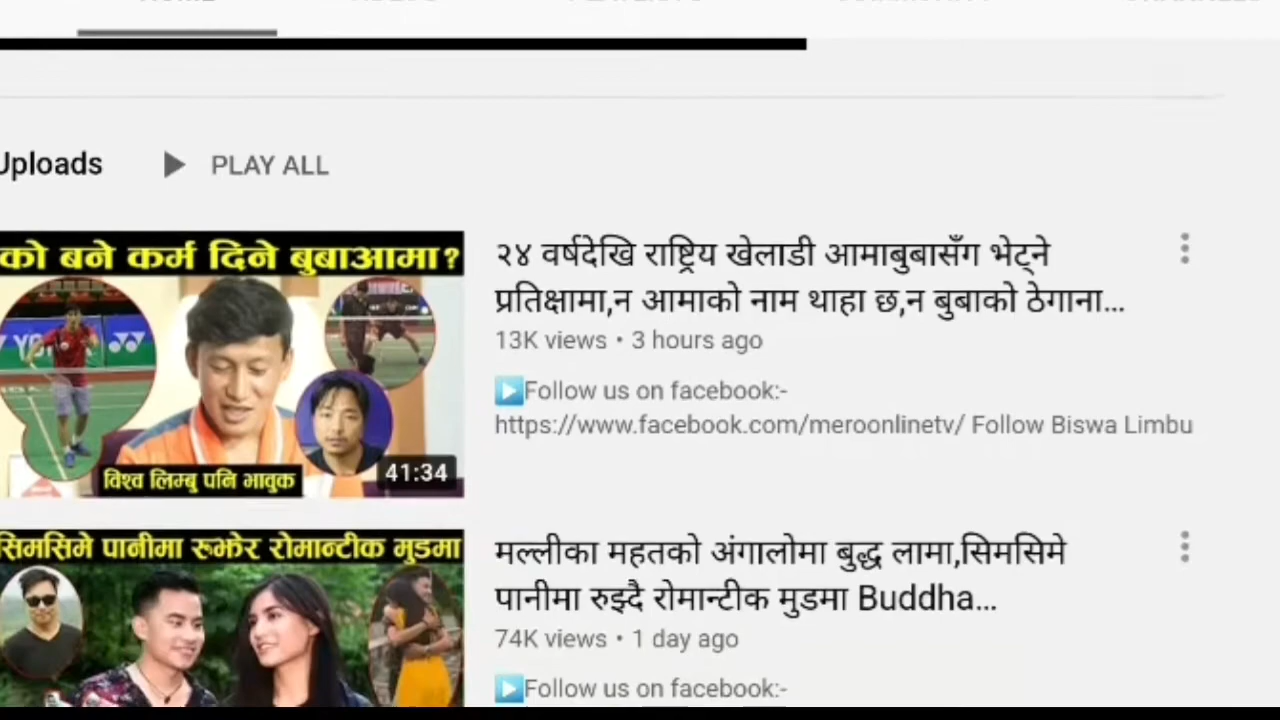 Uploads
PLAY ALL
को बने कर्म दिने बुबाआमा?
विश्व लिम्बु पनि भावुक
41:34
२४ वर्षदेखि राष्ट्रिय खेलाडी आमाबुबासँग भेट्ने
प्रतिक्षामा,न आमाको नाम थाहा छ,न बुबाको ठेगाना...
13K views • 3 hours ago
Follow us on facebook:-
https://www.facebook.com/meroonlinetv/ Follow Biswa Limbu
सिमसिमे पानीमा रुझेर रोमान्टीक मुडमा
मल्लीका महतको अंगालोमा बुद्ध लामा,सिमसिमे
पानीमा रुझ्दै रोमान्टीक मुडमा Buddha...
74K views • 1 day ago
Follow us on facebook:-